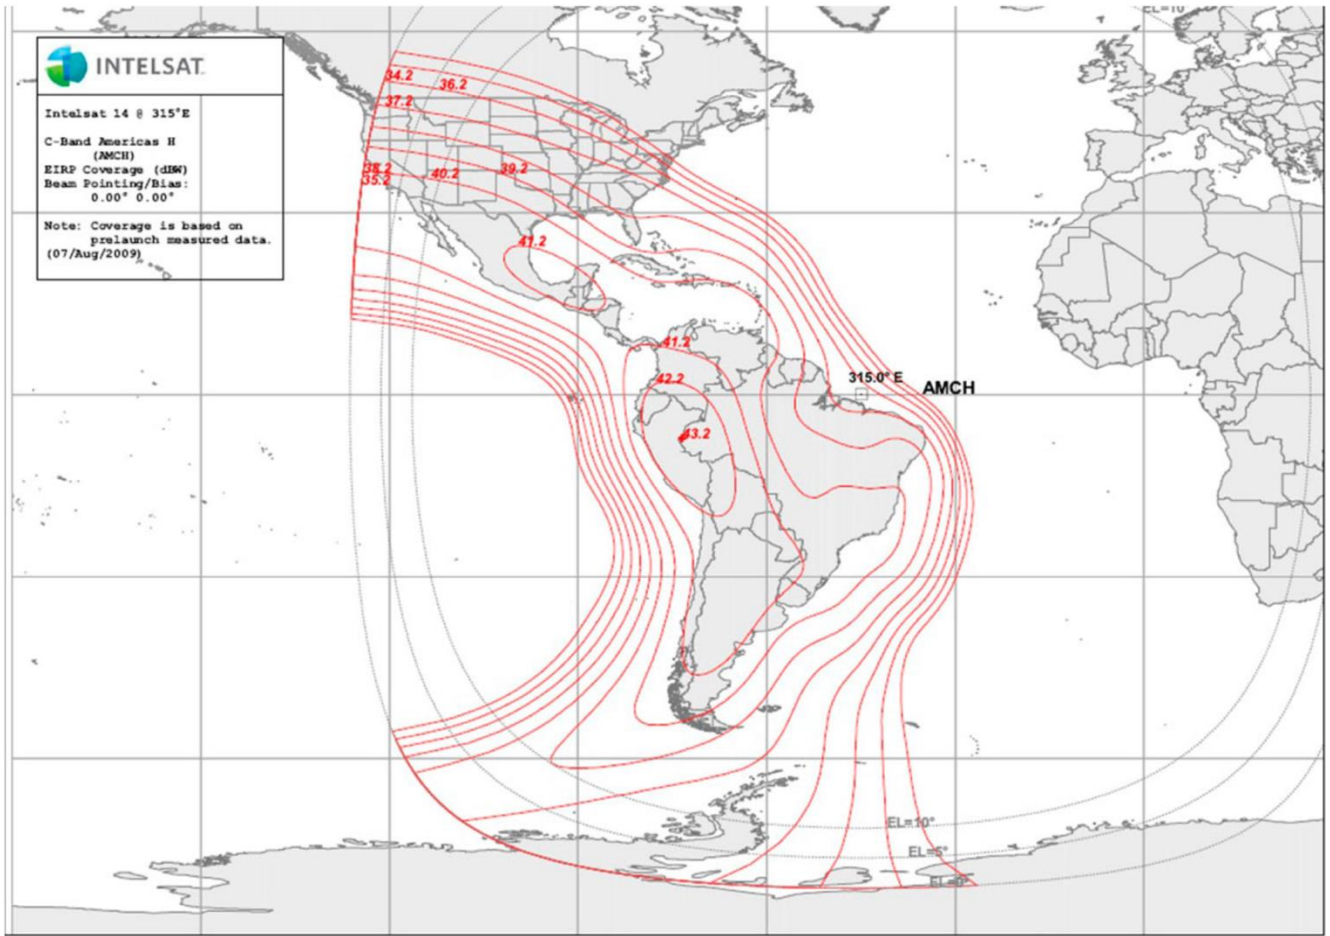 EL=10
INTELSAT
Intelsat 14 @ 315°E
C-Band Americas H
(AMCH)
EIRP Coverage (dBW)
Beam Pointing/Bias:
0.00° 0.00°
Note: Coverage is based on
prelaunch measured data.
(07/Aug/2009)
34.2
36.2
37.2
38.2
39.2
35.2
40.2
41.2
41.2
42.2
315.0° E
AMCH
43.2
EL=10°
EL=5°
EL=0°